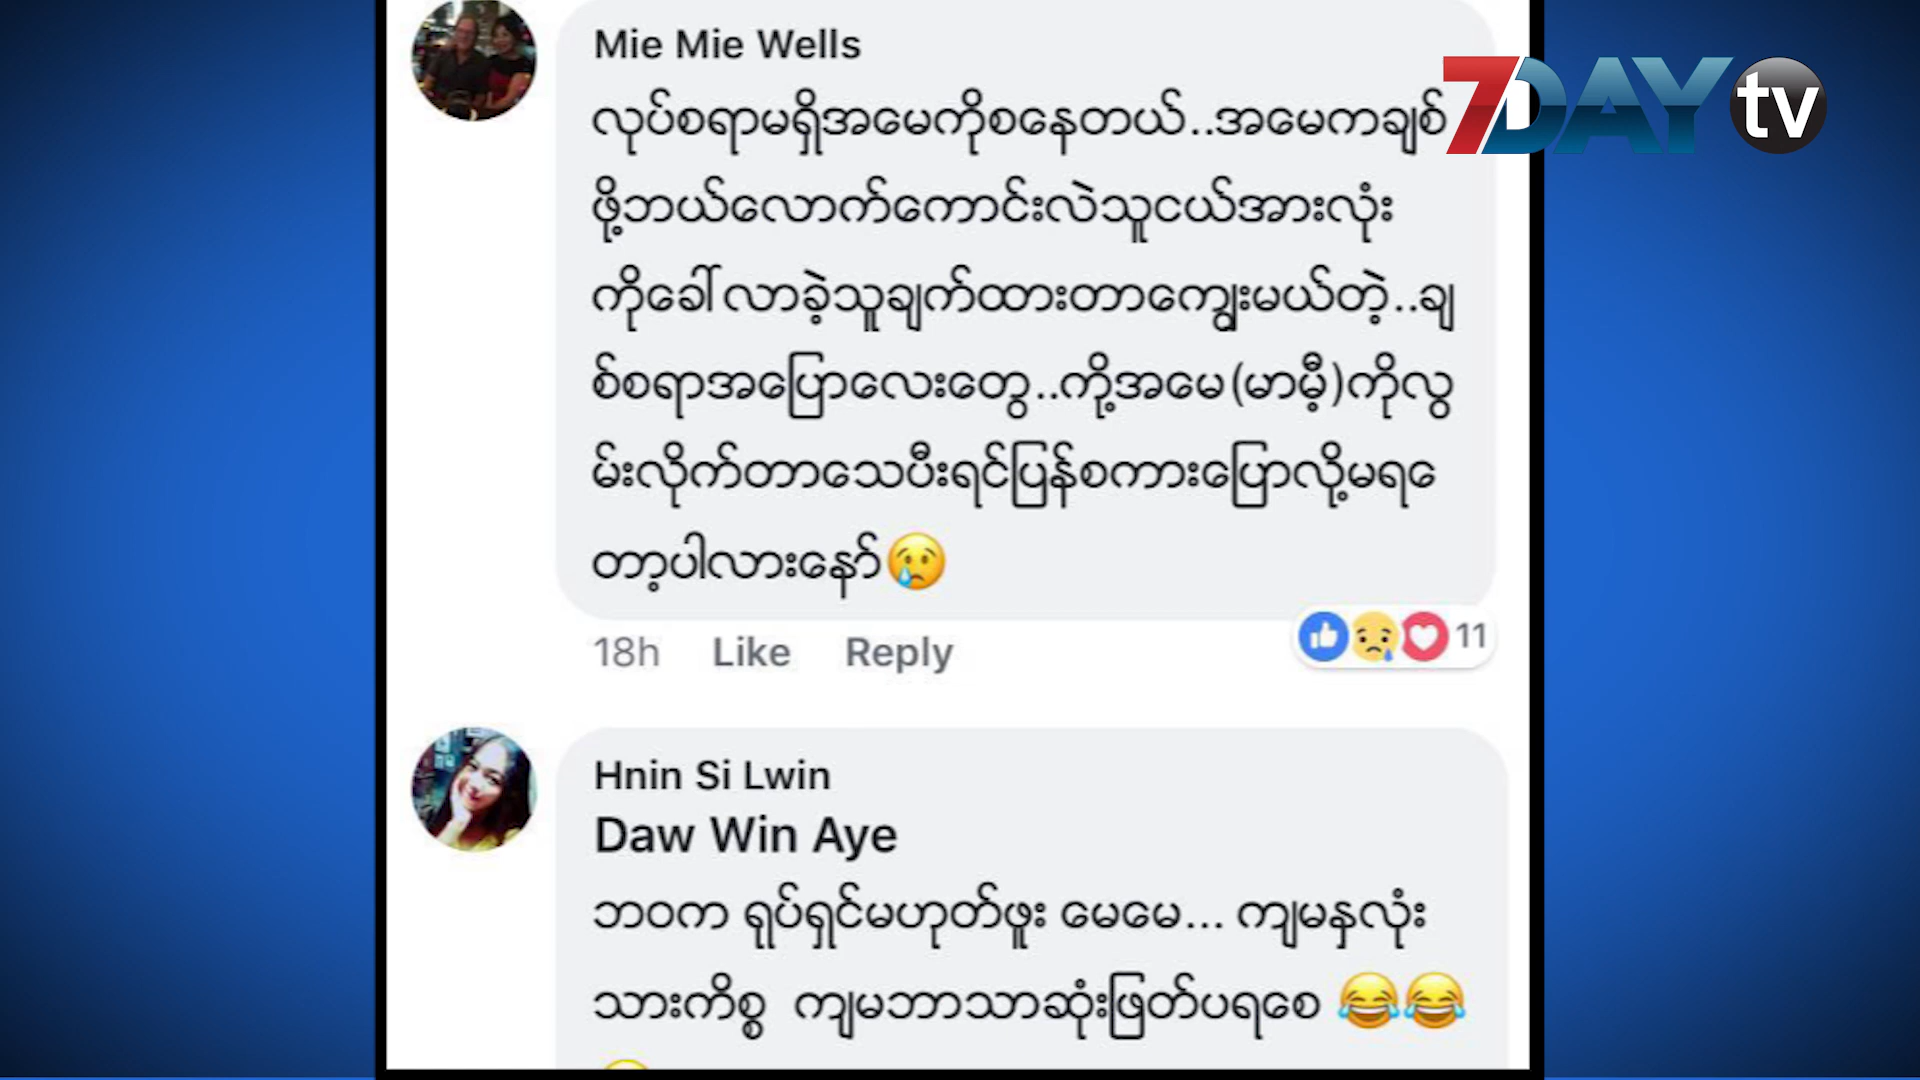 Mie Mie Wells
7DAY tv
လုပ်စရာမရှိအမေကိုစနေတယ်..အမေကချစ်
ဖို့ဘယ်လောက်ကောင်းလဲသူငယ်အားလုံး
ကိုခေါ်လာခဲ့သူချက်ထားတာကျွေးမယ်တဲ့..ချ
စ်စရာအပြောလေးတွေ..ကို့အမေ(မာမီ့)ကိုလွ
မ်းလိုက်တာသေပီးရင်ပြန်စကားပြောလို့မရေ
တာ့ပါလားနော်😢
18h Like Reply 11
Hnin Si Lwin
Daw Win Aye
ဘဝက ရုပ်ရှင်မဟုတ်ဖူး မေမေ... ကျမနှလုံး
သားကိစ္စ ကျမဘာသာဆုံးဖြတ်ပရစေ 😂😂